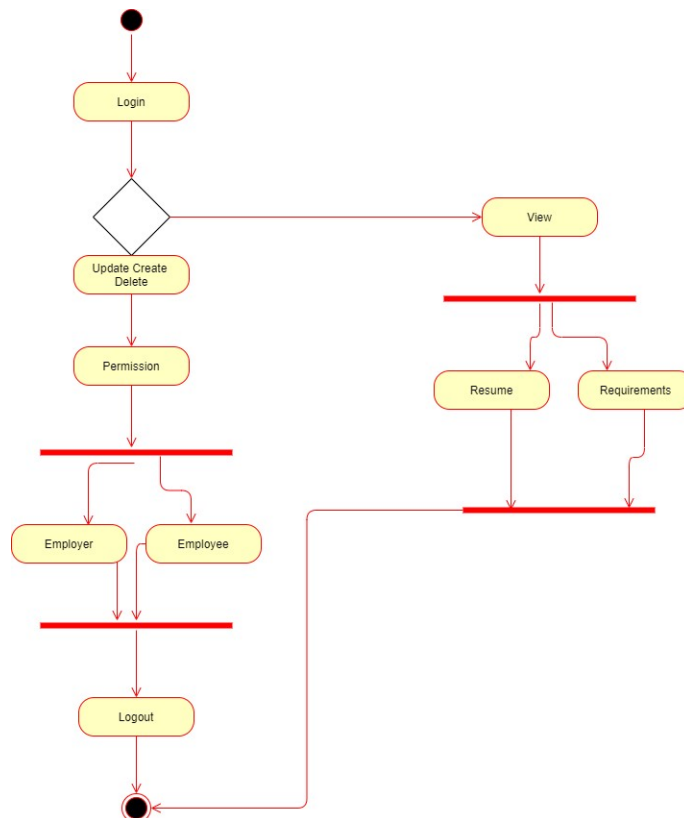 Login
View
Update Create
Delete
Permission
Resume
Requirements
Employer
Employee
Logout